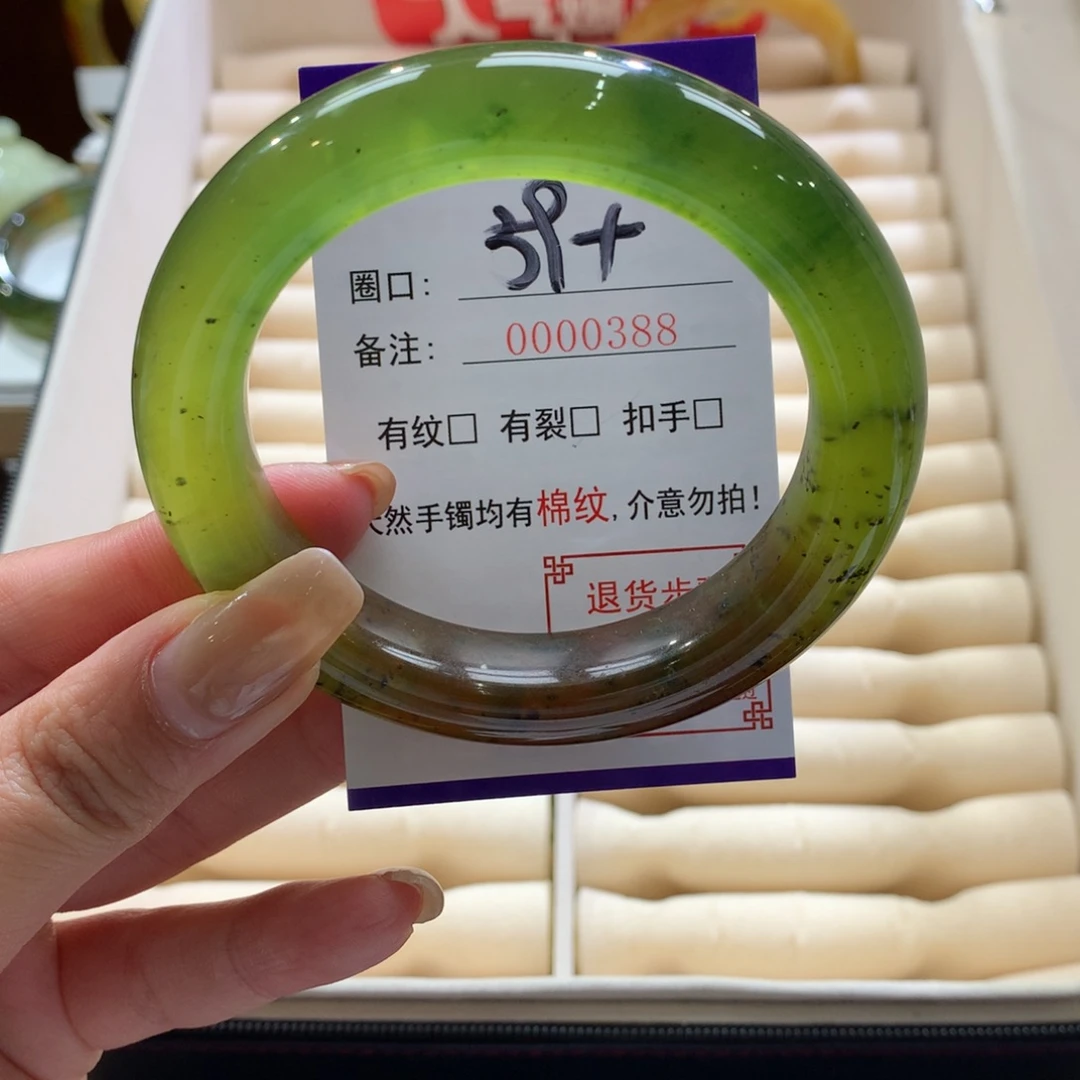 圈口: 59+
备注: 0000388
有纹□ 有裂□ 扣手□
然手镯均有棉纹,介意勿拍!
退货步